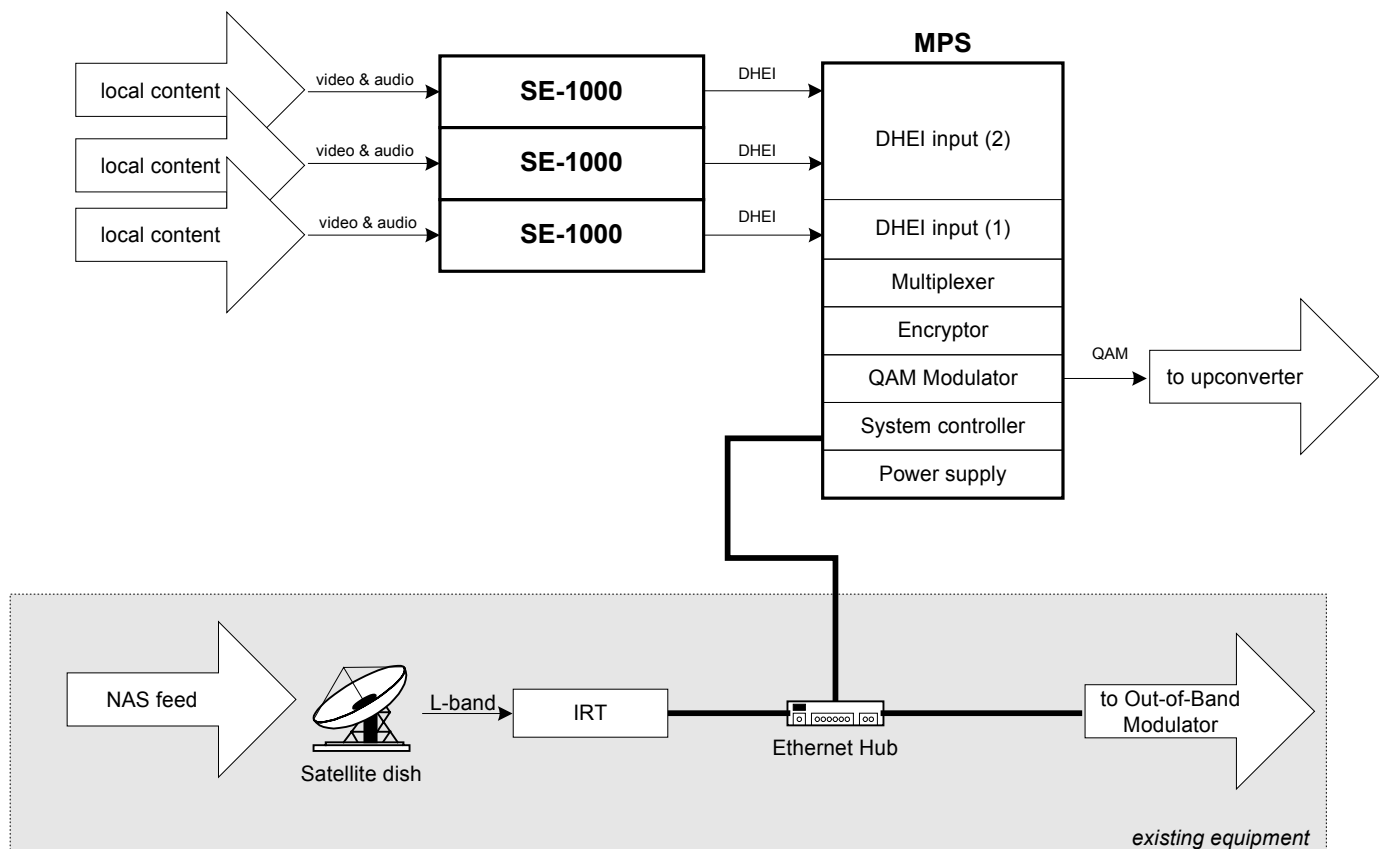 MPS
local content
video & audio
SE-1000
DHEI
DHEI input (2)
local content
video & audio
SE-1000
DHEI
local content
video & audio
SE-1000
DHEI
DHEI input (1)
Multiplexer
Encryptor
QAM Modulator
QAM
to upconverter
System controller
Power supply
NAS feed
Satellite dish
L-band
IRT
Ethernet Hub
to Out-of-Band
Modulator
existing equipment